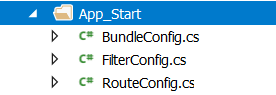 App_Start
C# BundleConfig.cs
C# FilterConfig.cs
C# RouteConfig.cs